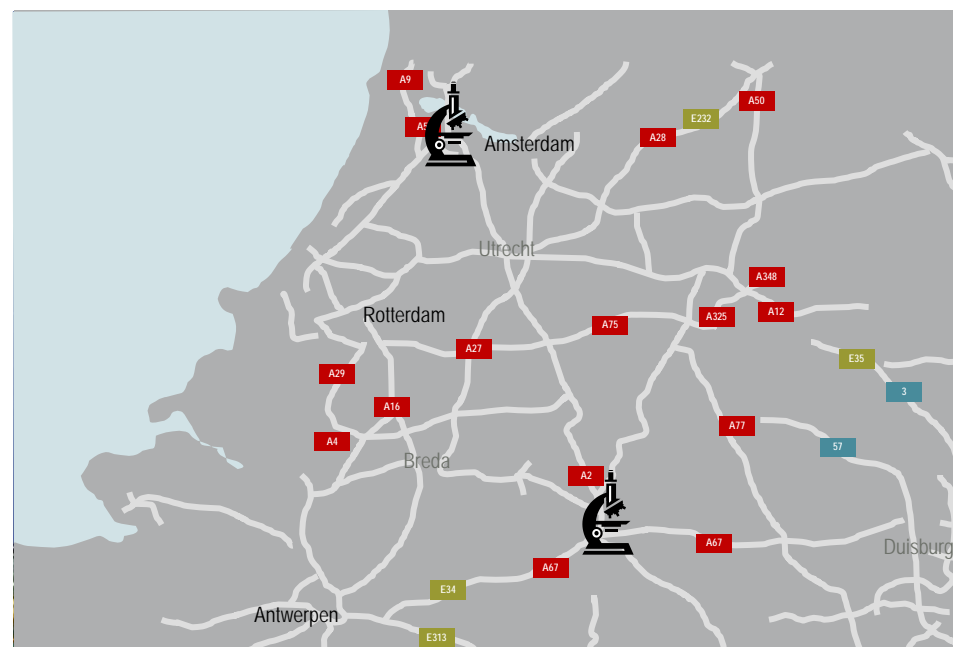 A9
A50
E232
A5
A28
Amsterdam
Utrecht
A348
A12
Rotterdam
A325
A75
A27
E35
A29
3
A16
A77
A4
57
Breda
A2
A67
Duisburg
A67
E34
Antwerpen
E313